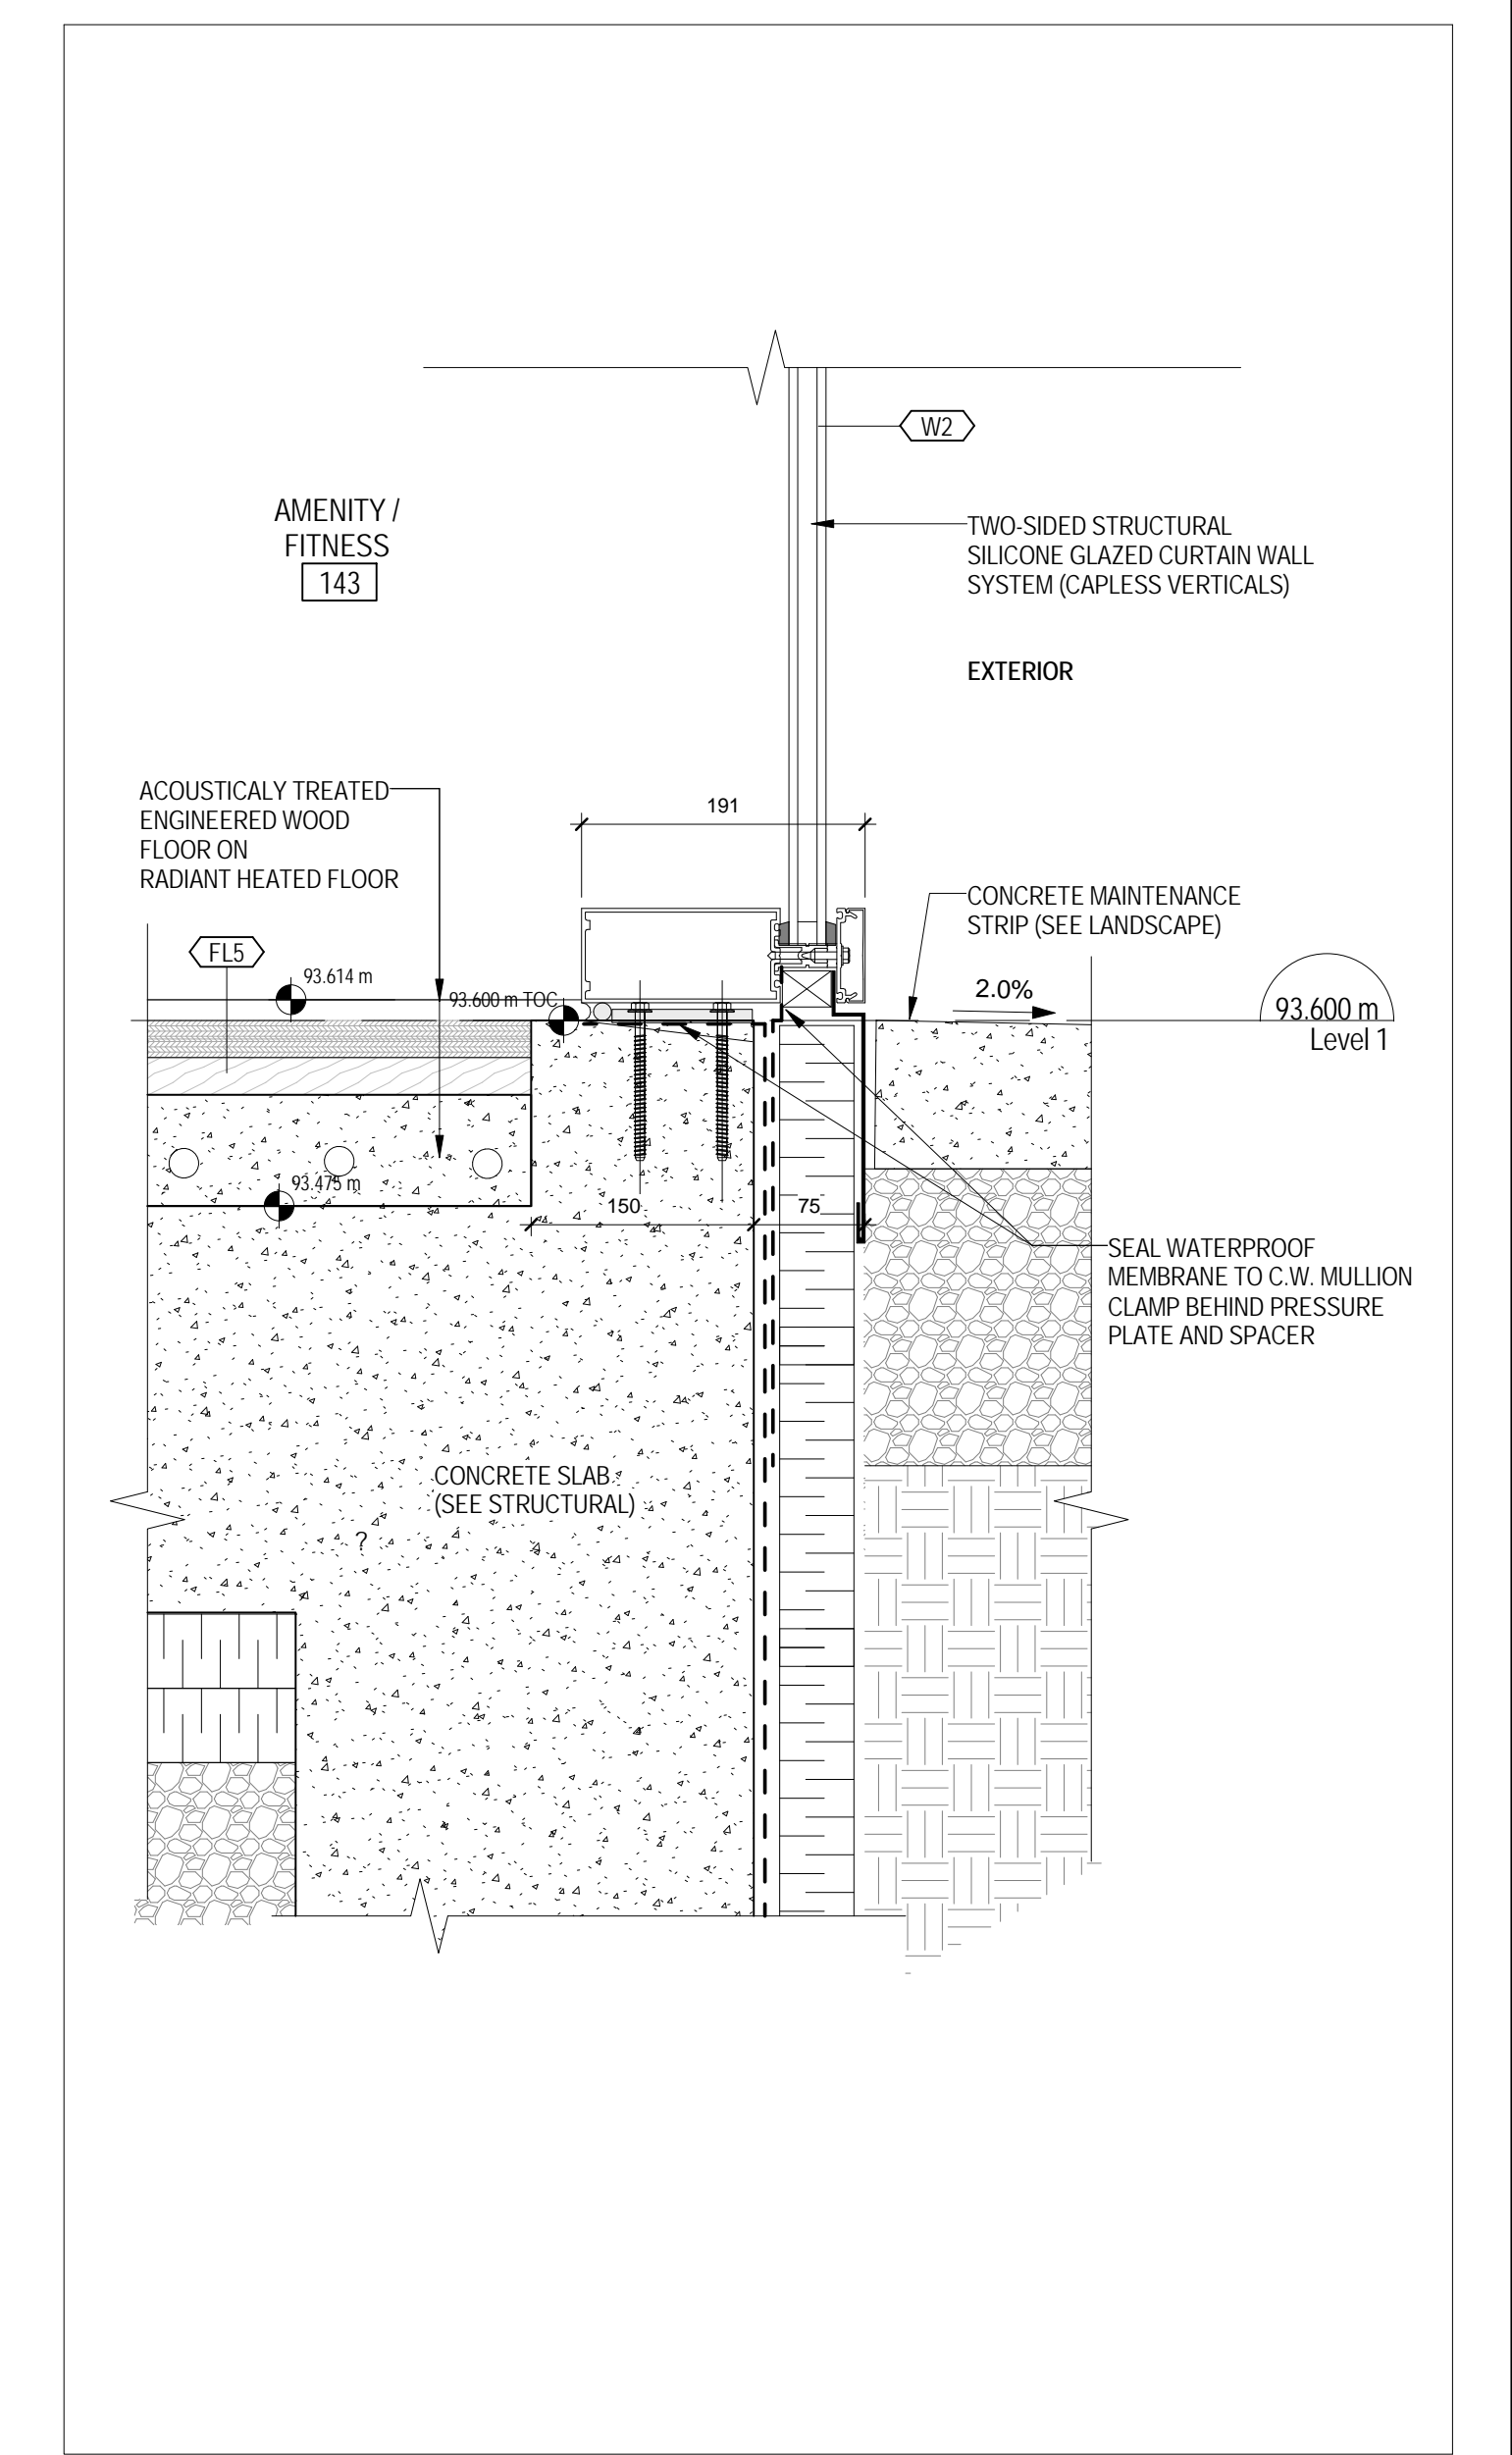 W2
AMENITY /
FITNESS
143
TWO-SIDED STRUCTURAL
SILICONE GLAZED CURTAIN WALL
SYSTEM (CAPLESS VERTICALS)
EXTERIOR
ACOUSTICALY TREATED
ENGINEERED WOOD
FLOOR ON
RADIANT HEATED FLOOR
191
CONCRETE MAINTENANCE
STRIP (SEE LANDSCAPE)
FL5
93.614 m
93.600 m TOC
2.0%
93.600 m
Level 1
93.475 m
150
75
SEAL WATERPROOF
MEMBRANE TO C.W. MULLION
CLAMP BEHIND PRESSURE
PLATE AND SPACER
CONCRETE SLAB
(SEE STRUCTURAL)
?